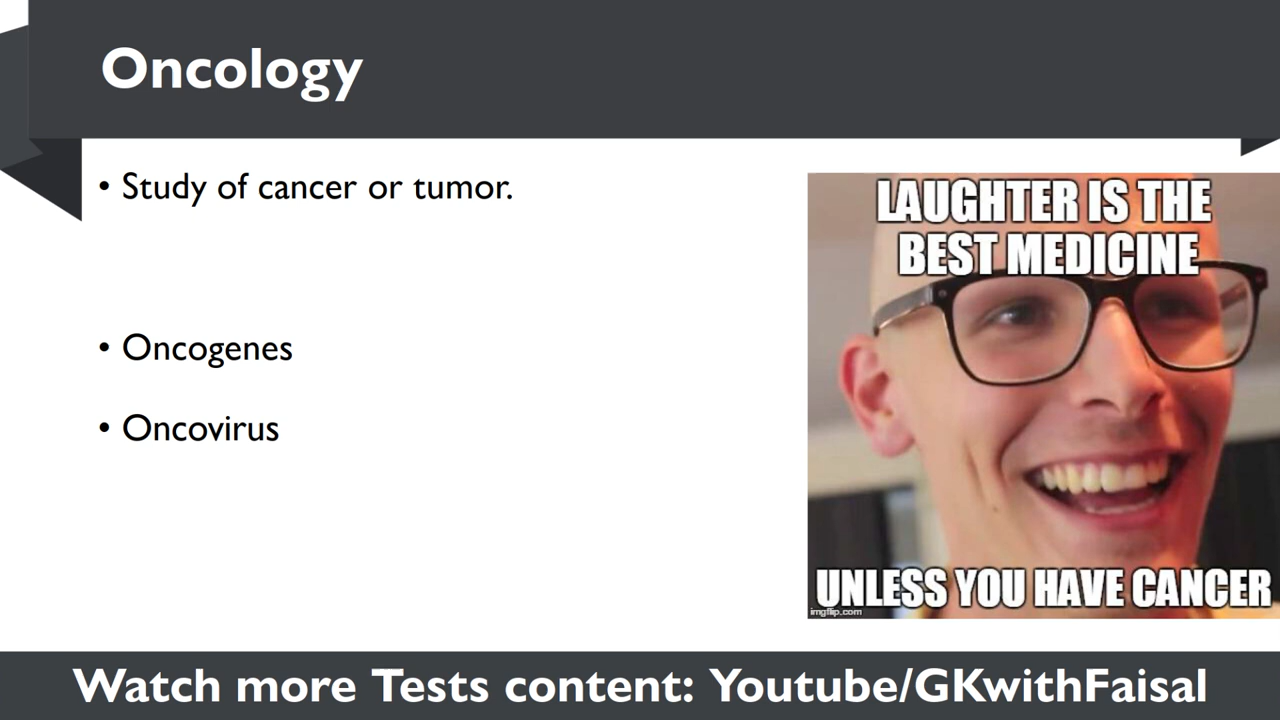 Oncology
• Study of cancer or tumor.
• Oncogenes
• Oncovirus
LAUGHTER IS THE
BEST MEDICINE
UNLESS YOU HAVE CANCER
imgflip.com
Watch more Tests content: Youtube/GKwithFaisal